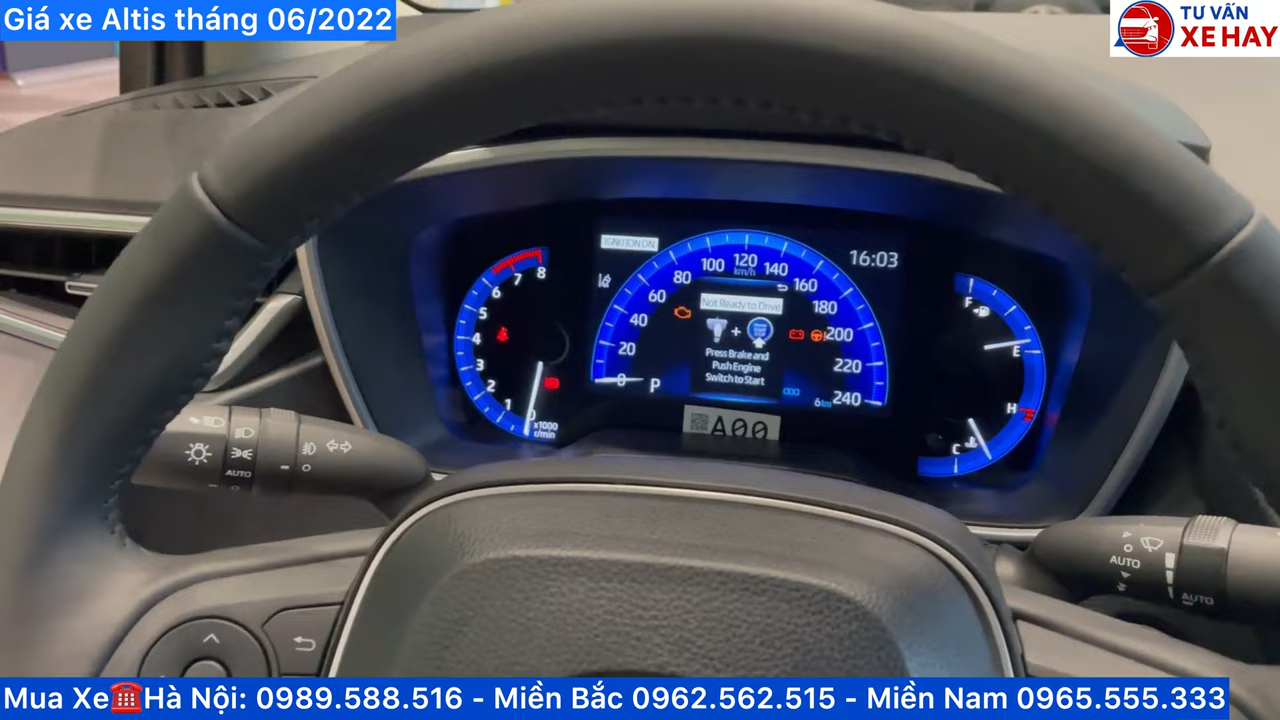 Giá xe Altis tháng 06/2022
TƯ VẤN
XE HAY
IGNITION ON
16:03
0 20 40 60 80 100 120 140 160 180 200 220 240
km/h
Not Ready to Drive
+
Press Brake and
Push Engine
Switch to Start
P
6km
0 1 2 3 4 5 6 7 8
x1000
r/min
F
E
H
C
A00
AUTO
AUTO
AUTO
Mua Xe☎️Hà Nội: 0989.588.516 - Miền Bắc 0962.562.515 - Miền Nam 0965.555.333